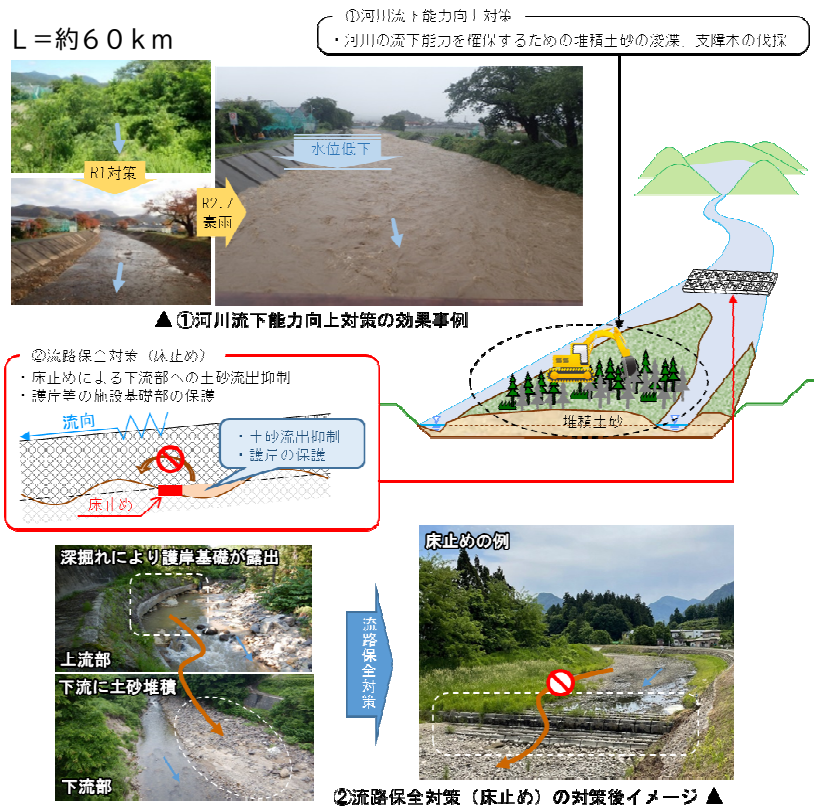 L＝約６０ｋｍ
①河川流下能力向上対策
・河川の流下能力を確保するための堆積土砂の浚渫、支障木の伐採
R1対策
R2.7
豪雨
水位低下
▲ ①河川流下能力向上対策の効果事例
②流路保全対策（床止め）
・床止めによる下流部への土砂流出抑制
・護岸等の施設基礎部の保護
流向
・土砂流出抑制
・護岸の保護
床止め
堆積土砂
深掘れにより護岸基礎が露出
上流部
下流に土砂堆積
下流部
流路保全対策
床止めの例
②流路保全対策（床止め）の対策後イメージ ▲